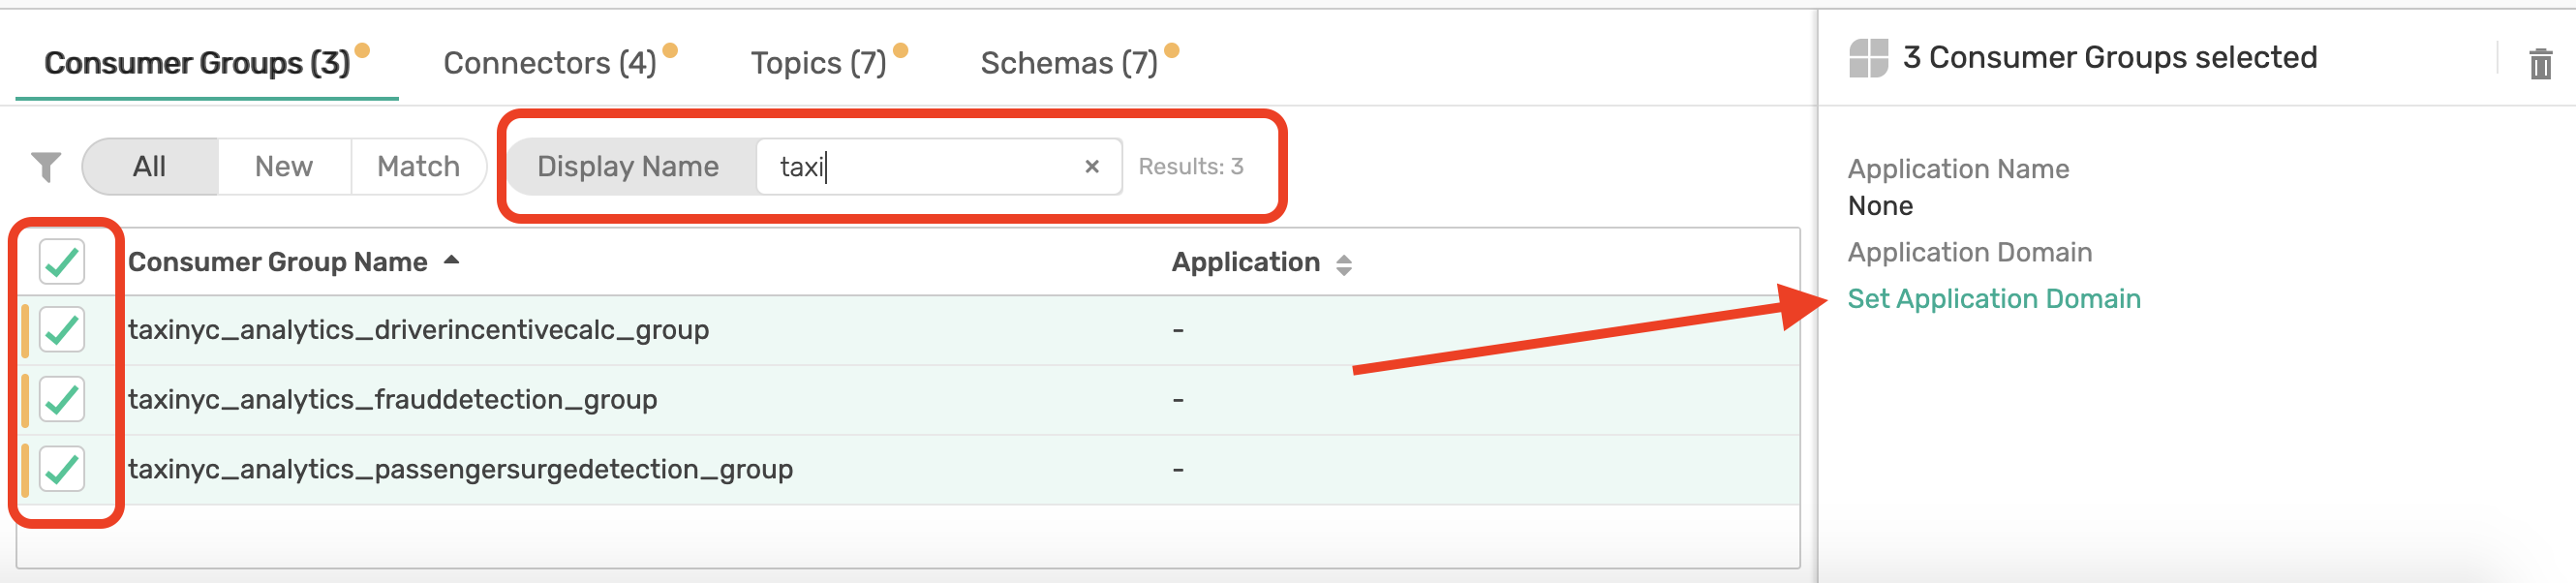 Consumer Groups (3) Connectors (4) Topics (7) Schemas (7)
All New Match Display Name taxi × Results: 3
Consumer Group Name Application
taxinyc_analytics_driverincentivecalc_group -
taxinyc_analytics_frauddetection_group -
taxinyc_analytics_passengersurgedetection_group -
3 Consumer Groups selected
Application Name
None
Application Domain
Set Application Domain